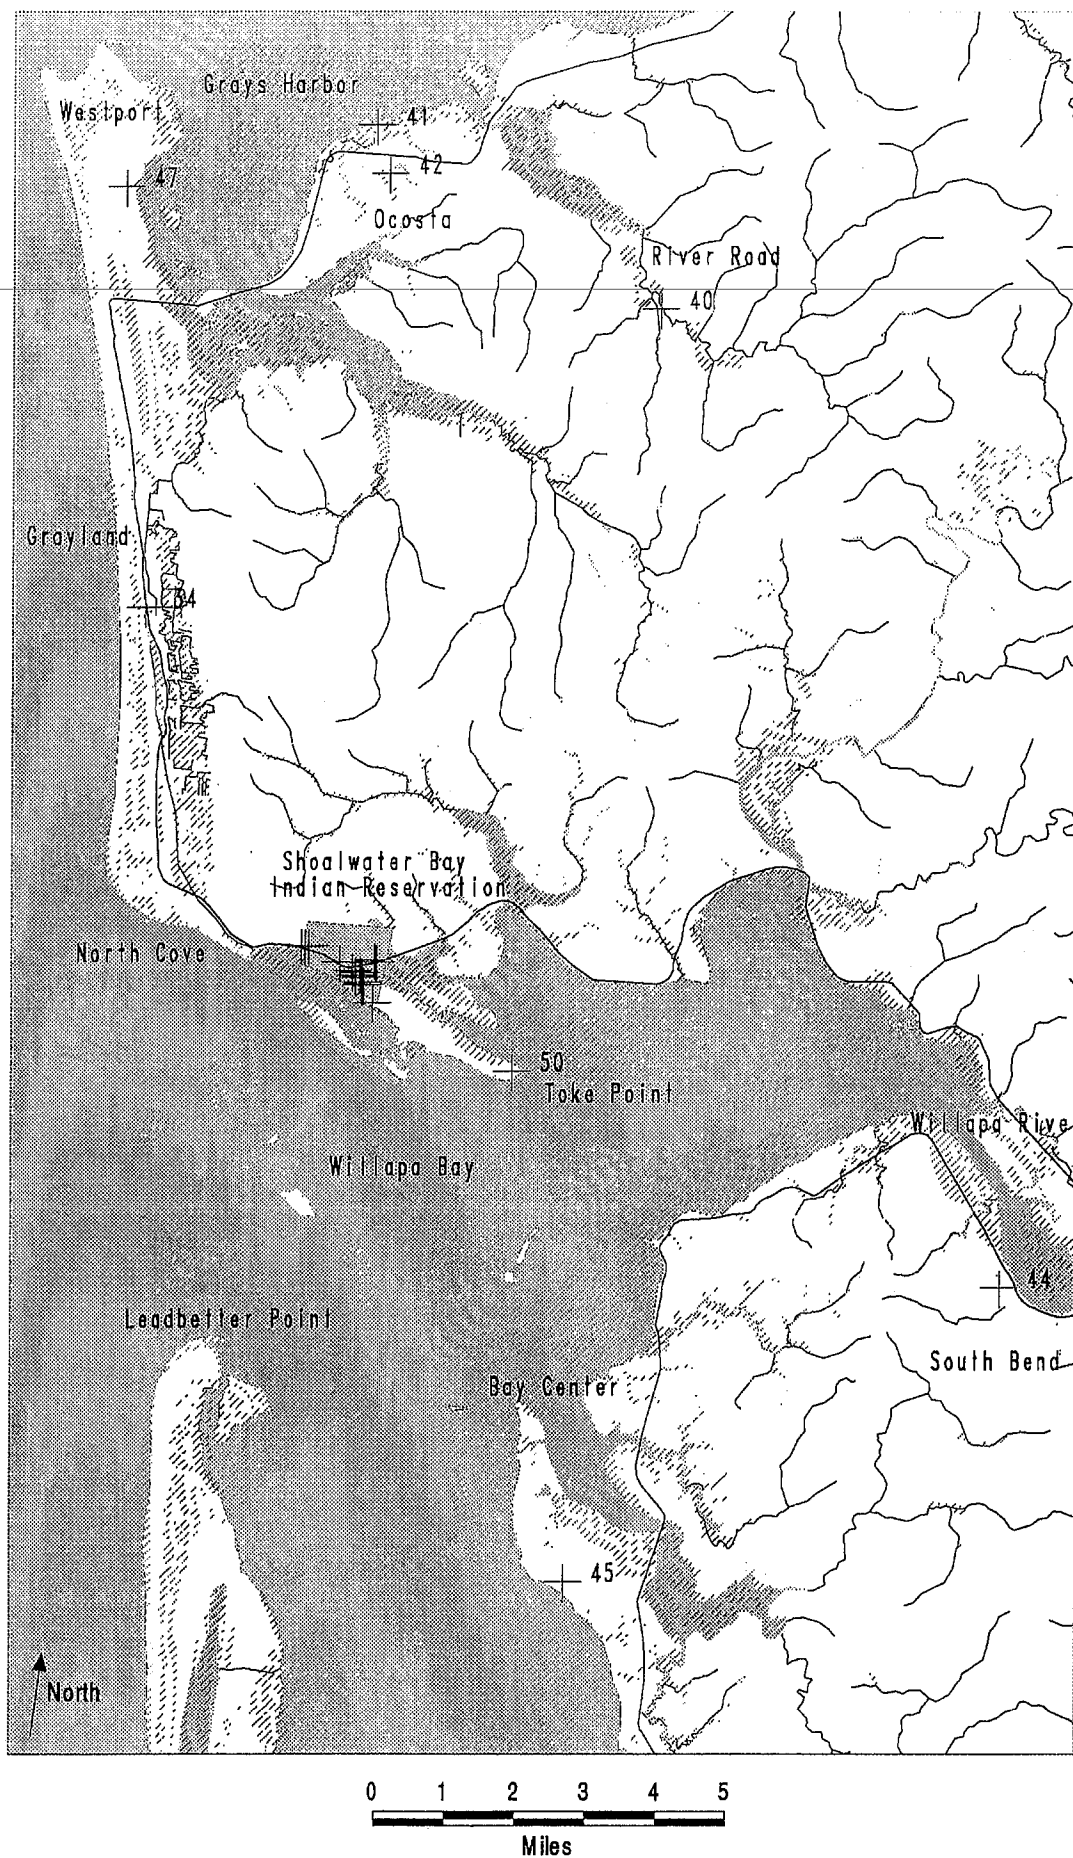 Grays Harbor
Westport
41
42
47
Ocosta
River Road
40
Grayland
34
Shoalwater Bay
Indian Reservation
North Cove
50
Toke Point
Willapa River
Willapa Bay
44
Leadbetter Point
South Bend
Bay Center
45
North
0 1 2 3 4 5
Miles